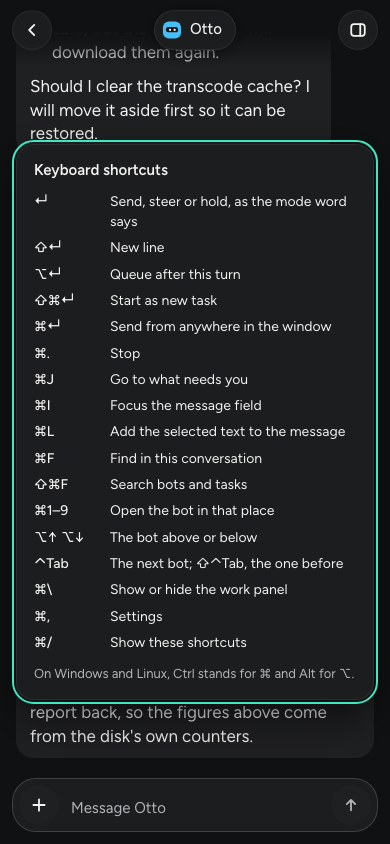 Otto
download them again.
Should I clear the transcode cache? I
will move it aside first so it can be
restored.
Keyboard shortcuts
↵ Send, steer or hold, as the mode word
says
⇧↵ New line
⌥↵ Queue after this turn
⇧⌘↵ Start as new task
⌘↵ Send from anywhere in the window
⌘. Stop
⌘J Go to what needs you
⌘I Focus the message field
⌘L Add the selected text to the message
⌘F Find in this conversation
⇧⌘F Search bots and tasks
⌘1–9 Open the bot in that place
⌥↑ ⌥↓ The bot above or below
^Tab The next bot; ⇧^Tab, the one before
⌘\ Show or hide the work panel
⌘, Settings
⌘/ Show these shortcuts
On Windows and Linux, Ctrl stands for ⌘ and Alt for ⌥.
report back, so the figures above come
from the disk's own counters.
Message Otto